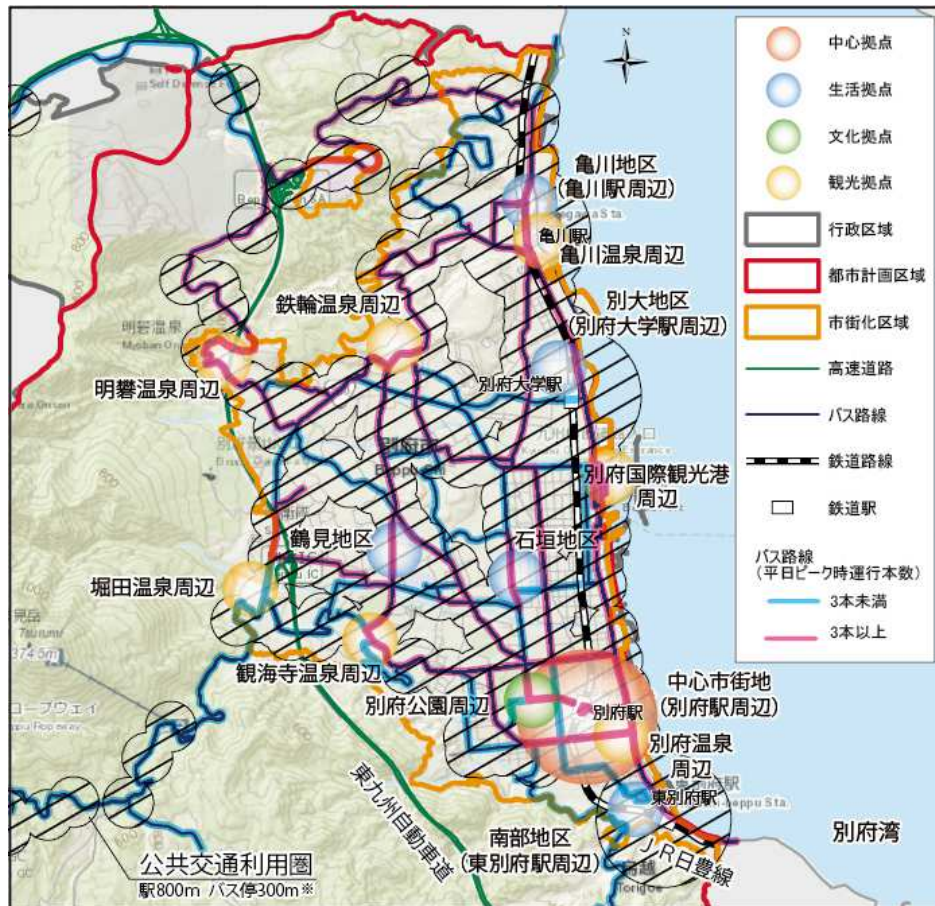 N
中心拠点
生活拠点
文化拠点
観光拠点
行政区域
都市計画区域
市街化区域
高速道路
バス路線
鉄道路線
鉄道駅
バス路線
(平日ピーク時運行本数)
3本未満
3本以上
亀川地区
(亀川駅周辺)
亀川駅
亀川温泉周辺
鉄輪温泉周辺
別大地区
(別府大学駅周辺)
明礬温泉
明礬温泉周辺
別府大学駅
別府市
別府国際観光港
周辺
鶴見地区
石垣地区
堀田温泉周辺
観海寺温泉周辺
別府公園周辺
別府駅
中心市街地
(別府駅周辺)
別府温泉
周辺
東別府駅
南部地区
(東別府駅周辺)
JR日豊線
Torigoe
別府湾
東九州自動車道
公共交通利用圏
駅800m バス停300m※